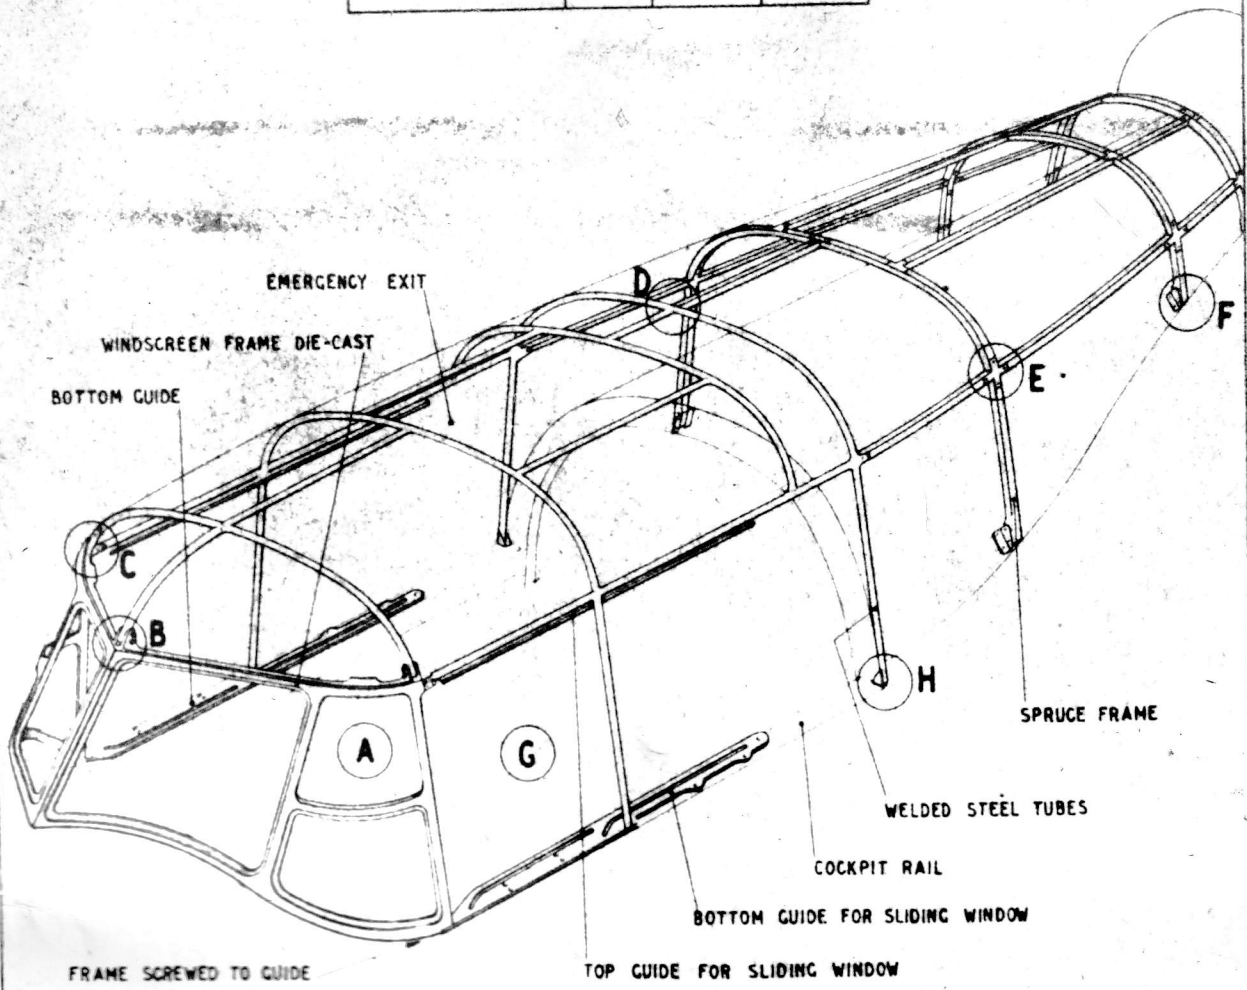 D
EMERGENCY EXIT
F
WINDSCREEN FRAME DIE-CAST
E
BOTTOM GUIDE
C
B
H
SPRUCE FRAME
A
G
WELDED STEEL TUBES
COCKPIT RAIL
BOTTOM GUIDE FOR SLIDING WINDOW
FRAME SCREWED TO GUIDE
TOP GUIDE FOR SLIDING WINDOW